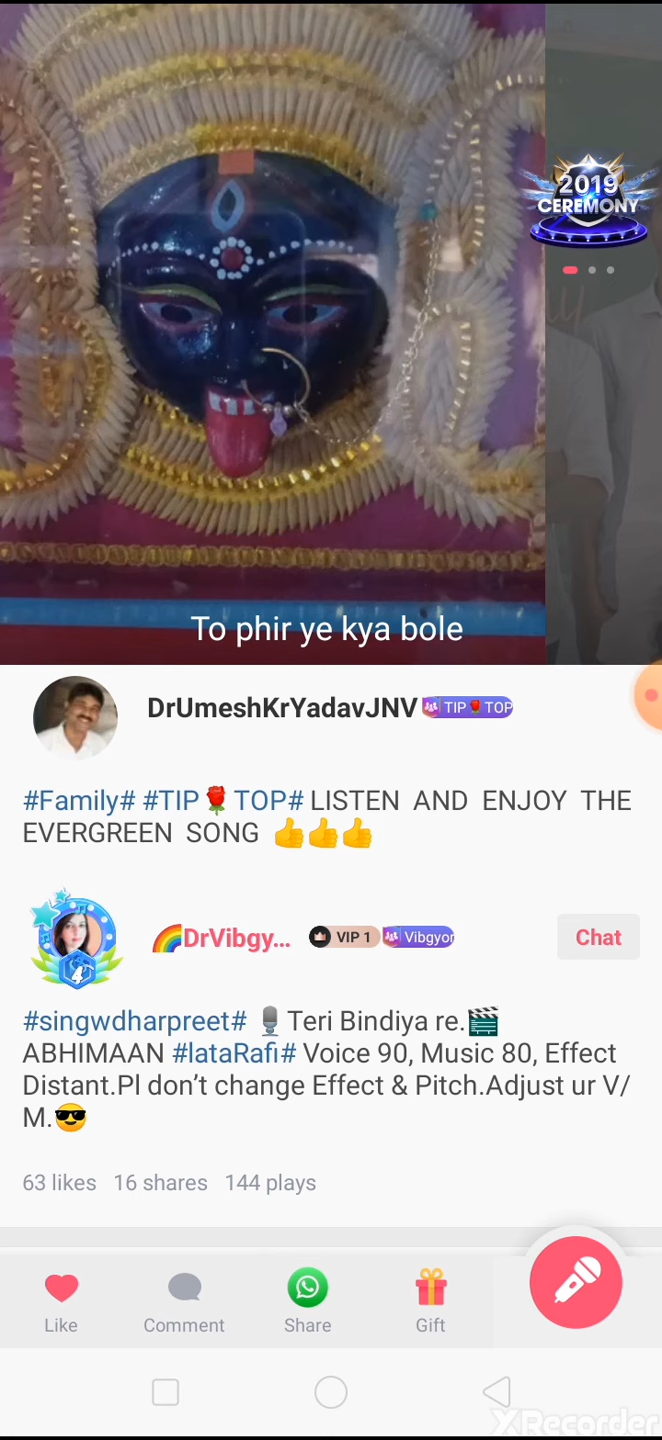 2019
CEREMONY
To phir ye kya bole
DrUmeshKrYadavJNV TIP🌹TOP
#Family# #TIP🌹TOP# LISTEN AND ENJOY THE
EVERGREEN SONG 👍👍👍
🌈DrVibgy... VIP 1 Vibgyor
Chat
#singwdharpreet# 🎙Teri Bindiya re.🎬
ABHIMAAN #lataRafi# Voice 90, Music 80, Effect
Distant.Pl don’t change Effect & Pitch.Adjust ur V/
M.😎
63 likes 16 shares 144 plays
Like Comment Share Gift
XRecorder